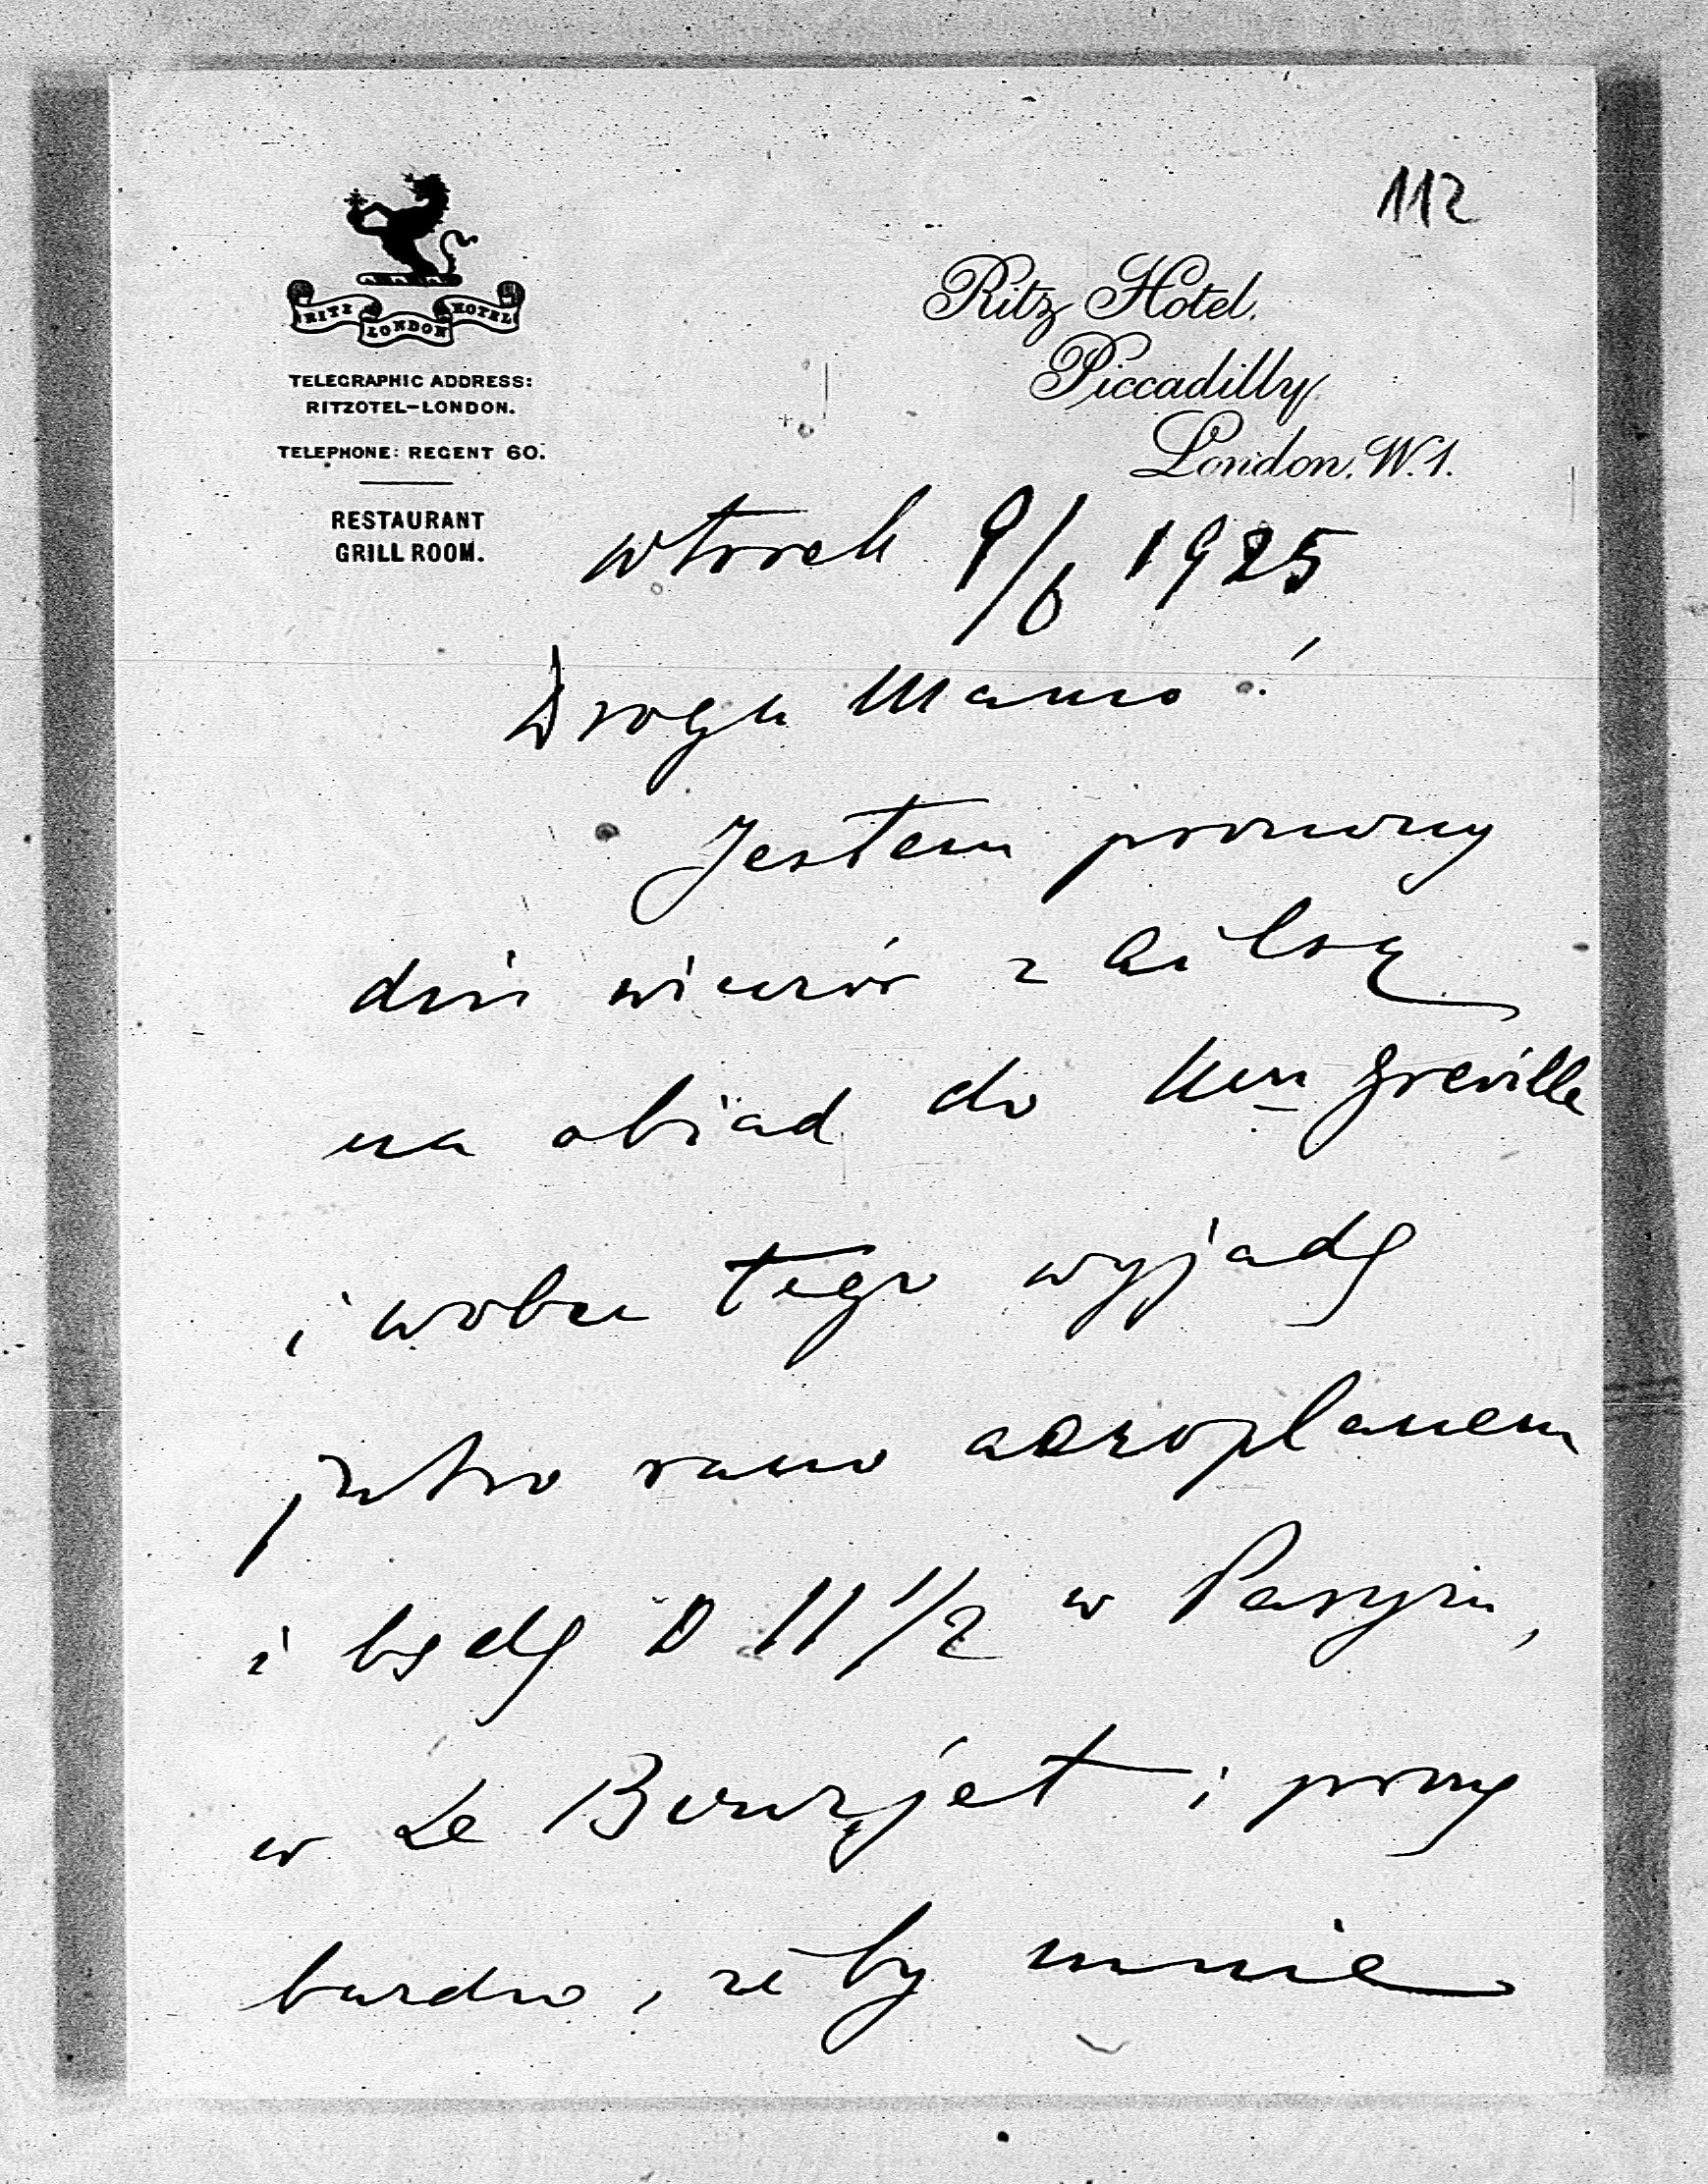 112
RITZ LONDON HOTEL
TELEGRAPHIC ADDRESS:
RITZOTEL-LONDON.
TELEPHONE: REGENT 60.
RESTAURANT
GRILL ROOM.
Ritz Hotel,
Piccadilly,
London, W.1.
wtorek 9/6 1925
Droga Mamo!
Jestem proszony
dziś wieczór z
na obiad do Mrs Greville
i wobec tego wyjadę
jutro rano aeroplanem
i będę o 11 1/2 w Paryżu,
w Le Bourget i proszę
bardzo, żeby mnie